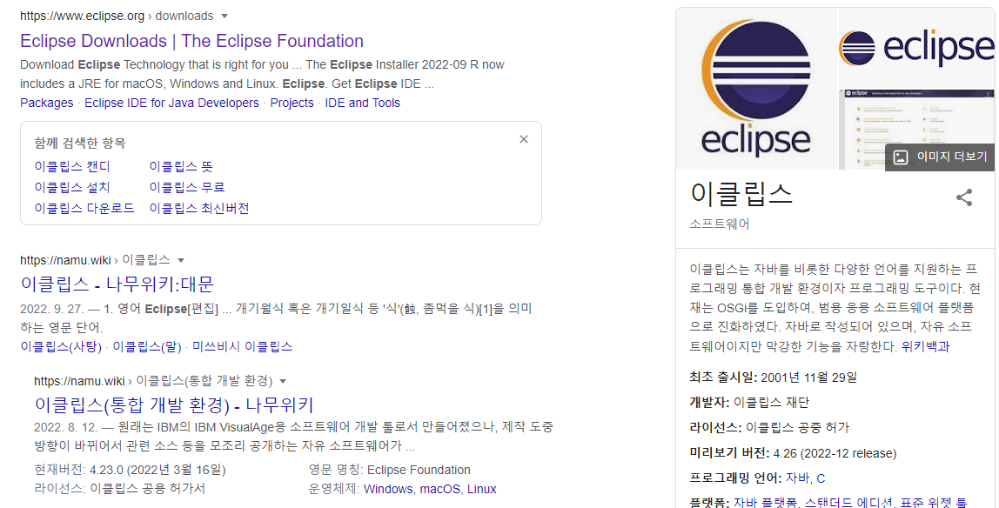 https://www.eclipse.org › downloads
Eclipse Downloads | The Eclipse Foundation
Download Eclipse Technology that is right for you ... The Eclipse Installer 2022-09 R now
includes a JRE for macOS, Windows and Linux. Eclipse. Get Eclipse IDE ...
Packages · Eclipse IDE for Java Developers · Projects · IDE and Tools
함께 검색한 항목
이클립스 캔디 이클립스 뜻
이클립스 설치 이클립스 무료
이클립스 다운로드 이클립스 최신버전
https://namu.wiki › 이클립스
이클립스 - 나무위키:대문
2022. 9. 27. — 1. 영어 Eclipse[편집] ... 개기월식 혹은 개기일식 등 '식'(蝕, 좀먹을 식)[1]을 의미
하는 영문 단어.
이클립스(사탕) · 이클립스(말) · 미쓰비시 이클립스
https://namu.wiki › 이클립스(통합 개발 환경)
이클립스(통합 개발 환경) - 나무위키
2022. 8. 12. — 원래는 IBM의 IBM VisualAge용 소프트웨어 개발 툴로서 만들어졌으나, 제작 도중
방향이 바뀌어서 관련 소스 등을 모조리 공개하는 자유 소프트웨어가 ...
현재버전: 4.23.0 (2022년 3월 16일) 영문 명칭: Eclipse Foundation
라이선스: 이클립스 공용 허가서 운영체제: Windows, macOS, Linux
eclipse
eclipse
이미지 더보기
이클립스
소프트웨어
이클립스는 자바를 비롯한 다양한 언어를 지원하는 프
로그래밍 통합 개발 환경이자 프로그래밍 도구이다. 현
재는 OSGi를 도입하여, 범용 응용 소프트웨어 플랫폼
으로 진화하였다. 자바로 작성되어 있으며, 자유 소프
트웨어이지만 막강한 기능을 자랑한다. 위키백과
최초 출시일: 2001년 11월 29일
개발자: 이클립스 재단
라이선스: 이클립스 공중 허가
미리보기 버전: 4.26 (2022-12 release)
프로그래밍 언어: 자바, C
플랫폼: 자바 플랫폼, 스탠더드 에디션, 표준 위젯 툴